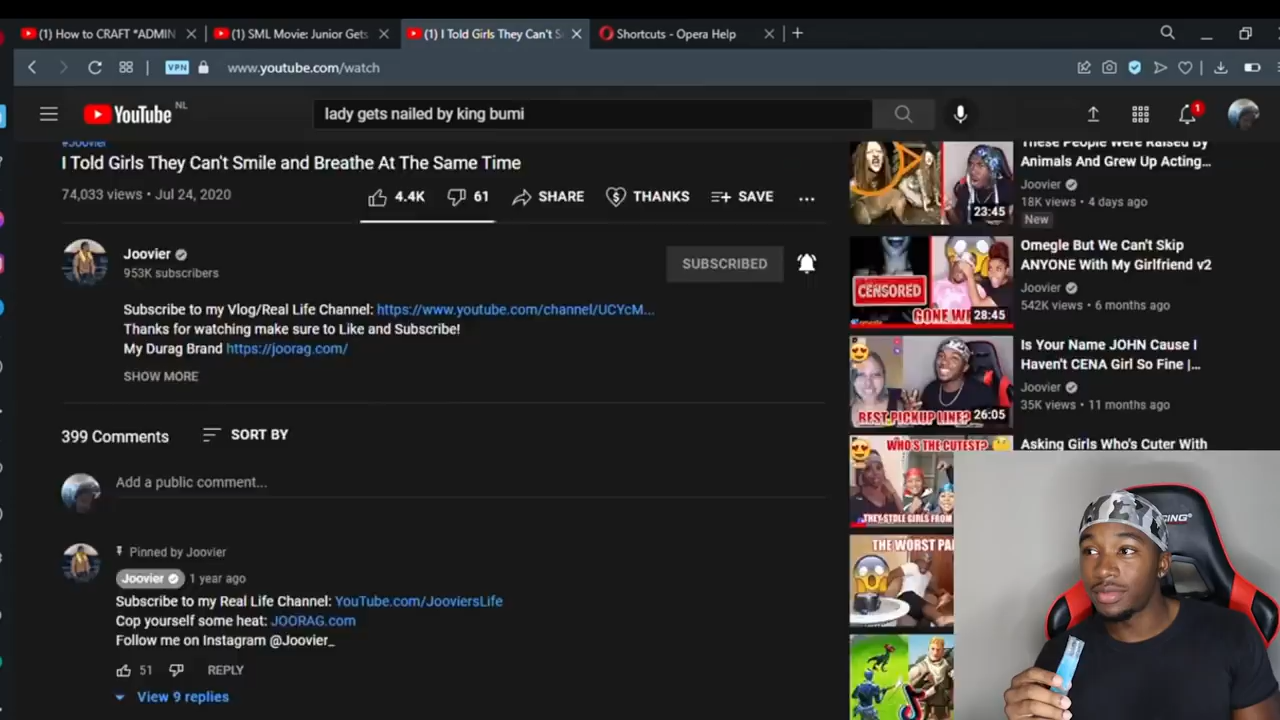 (1) How to CRAFT *ADMIN
(1) SML Movie: Junior Gets
(1) I Told Girls They Can't S
Shortcuts - Opera Help
VPN
www.youtube.com/watch
YouTube NL
lady gets nailed by king bumi
1
#Joovier
I Told Girls They Can't Smile and Breathe At The Same Time
74,033 views • Jul 24, 2020
4.4K
61
SHARE
THANKS
SAVE
Joovier
953K subscribers
SUBSCRIBED
Subscribe to my Vlog/Real Life Channel: https://www.youtube.com/channel/UCYcM...
Thanks for watching make sure to Like and Subscribe!
My Durag Brand https://joorag.com/
SHOW MORE
399 Comments
SORT BY
Add a public comment...
Pinned by Joovier
Joovier
1 year ago
Subscribe to my Real Life Channel: YouTube.com/JooviersLife
Cop yourself some heat: JOORAG.com
Follow me on Instagram @Joovier_
51
REPLY
View 9 replies
23:45
These People Were Raised By
Animals And Grew Up Acting...
Joovier
18K views • 4 days ago
New
CENSORED
GONE W
28:45
Omegle But We Can't Skip
ANYONE With My Girlfriend v2
Joovier
542K views • 6 months ago
BEST PICKUP LINE?
26:05
Is Your Name JOHN Cause I
Haven't CENA Girl So Fine |...
Joovier
35K views • 11 months ago
WHO'S THE CUTEST?
THEY STOLE GIRLS FROM
Asking Girls Who's Cuter With
THE WORST PA
CING